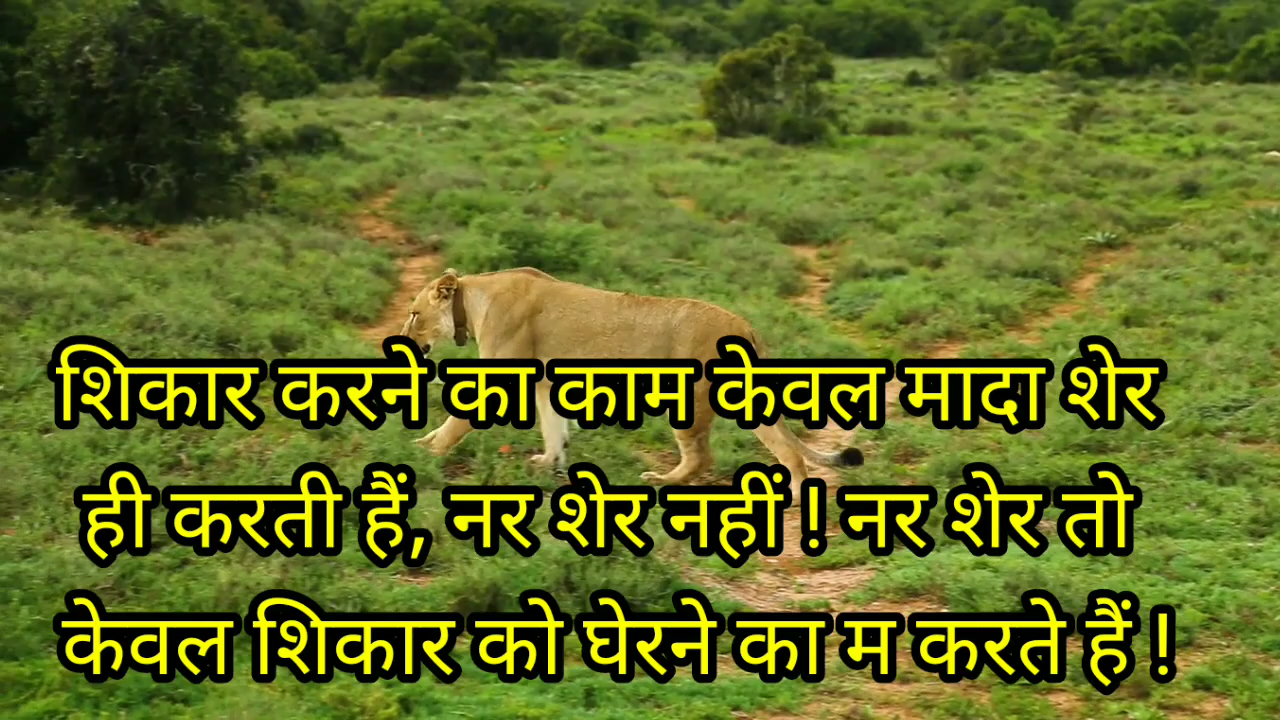 शिकार करने का काम केवल मादा शेर
ही करती हैं, नर शेर नहीं ! नर शेर तो
केवल शिकार को घेरने का म करते हैं !